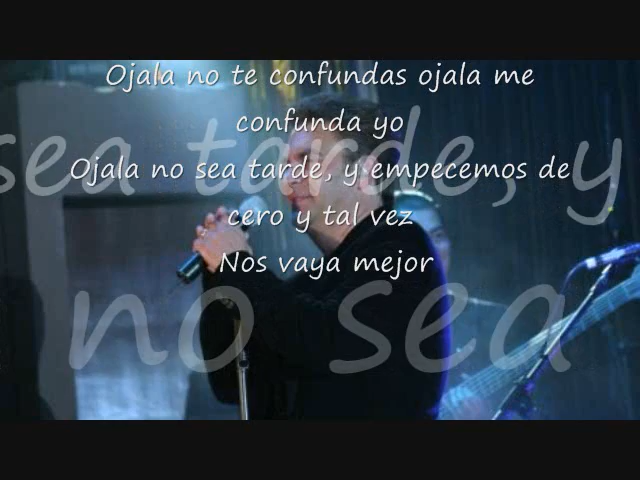 Ojala no te confundas ojala me
confunda yo
sea tarde, y
Ojala no sea tarde, y empecemos de
cero y tal vez
Nos vaya mejor
no sea